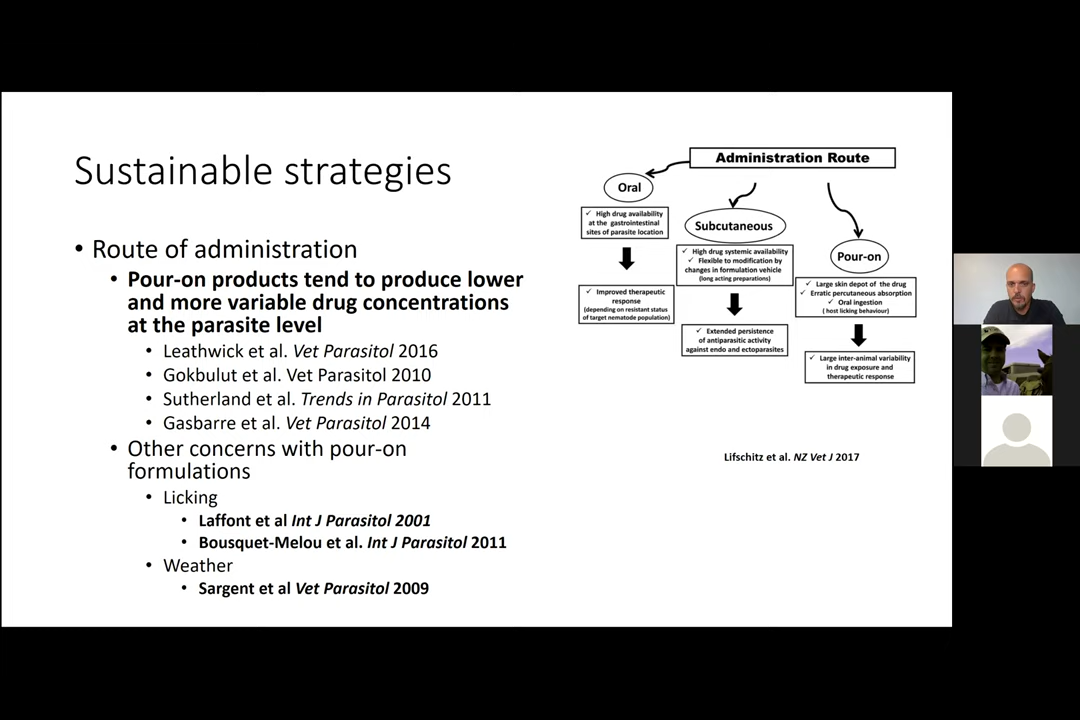 Sustainable strategies
• Route of administration
• Pour-on products tend to produce lower
and more variable drug concentrations
at the parasite level
• Leathwick et al. Vet Parasitol 2016
• Gokbulut et al. Vet Parasitol 2010
• Sutherland et al. Trends in Parasitol 2011
• Gasbarre et al. Vet Parasitol 2014
• Other concerns with pour-on
formulations
• Licking
• Laffont et al Int J Parasitol 2001
• Bousquet-Melou et al. Int J Parasitol 2011
• Weather
• Sargent et al Vet Parasitol 2009
Administration Route
Oral
✓ High drug availability
at the gastrointestinal
sites of parasite location
✓ Improved therapeutic
response
(depending on resistant status
of target nematode population)
Subcutaneous
✓ High drug systemic availability
✓ Flexible to modification by
changes in formulation vehicle
(long acting preparations)
✓ Extended persistence
of antiparasitic activity
against endo and ectoparasites
Pour-on
✓ Large skin depot of the drug
✓ Erratic percutaneous absorption
✓ Oral ingestion
( host licking behaviour)
✓ Large inter-animal variability
in drug exposure and
therapeutic response
Lifschitz et al. NZ Vet J 2017